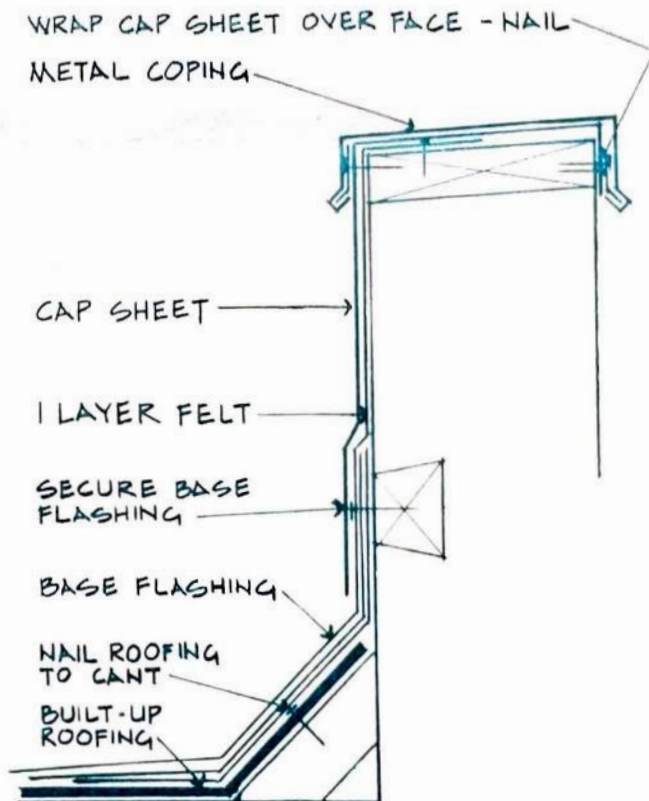 WRAP CAP SHEET OVER FACE - NAIL
METAL COPING
CAP SHEET
1 LAYER FELT
SECURE BASE
FLASHING
BASE FLASHING
NAIL ROOFING
TO CANT
BUILT-UP
ROOFING